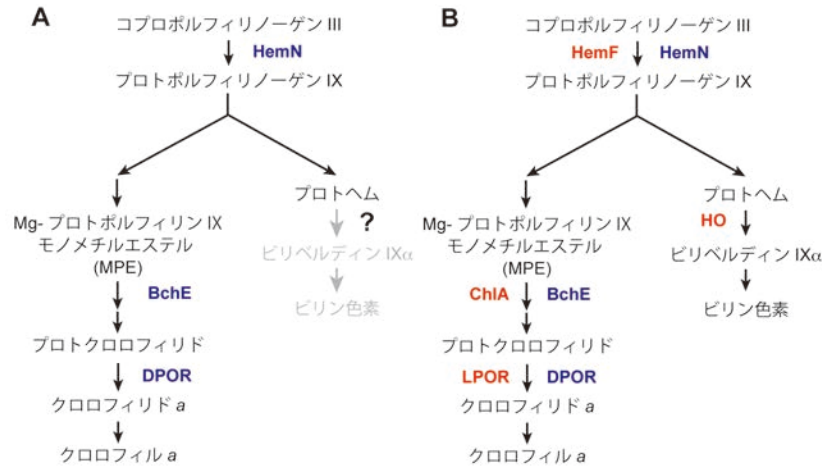 A
コプロポルフィリノーゲン III
HemN
プロトポルフィリノーゲン IX
プロトヘム
?
Mg- プロトポルフィリン IX
モノメチルエステル
(MPE)
ビリベルディン IXα
BchE
ビリン色素
プロトクロロフィリド
DPOR
クロロフィリド a
クロロフィル a
B
コプロポルフィリノーゲン III
HemF HemN
プロトポルフィリノーゲン IX
プロトヘム
HO
Mg- プロトポルフィリン IX
モノメチルエステル
(MPE)
ビリベルディン IXα
ChlA BchE
ビリン色素
プロトクロロフィリド
LPOR DPOR
クロロフィリド a
クロロフィル a